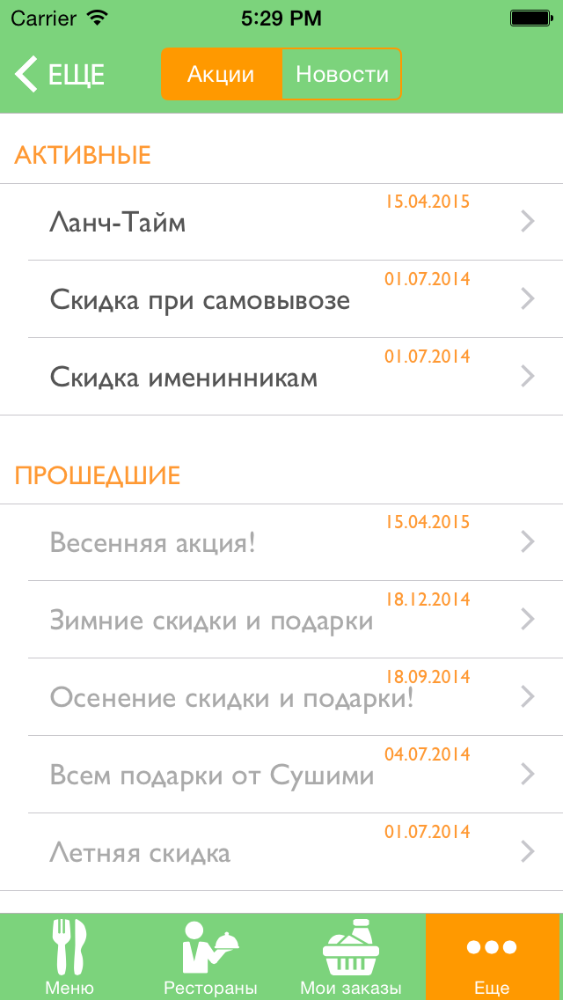 Carrier 5:29 PM
ЕЩЕ Акции Новости
АКТИВНЫЕ
15.04.2015
Ланч-Тайм
01.07.2014
Скидка при самовывозе
01.07.2014
Скидка именинникам
ПРОШЕДШИЕ
15.04.2015
Весенняя акция!
18.12.2014
Зимние скидки и подарки
18.09.2014
Осенение скидки и подарки!
04.07.2014
Всем подарки от Сушими
01.07.2014
Летняя скидка
Меню Рестораны Мои заказы Еще